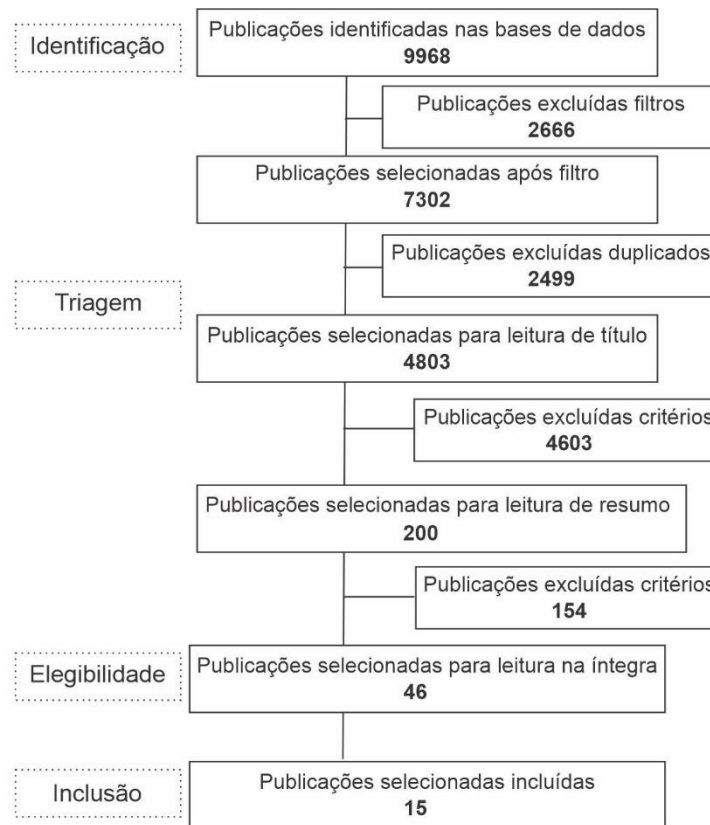 Identificação
Publicações identificadas nas bases de dados
9968
Publicações excluídas filtros
2666
Publicações selecionadas após filtro
7302
Publicações excluídas duplicados
2499
Triagem
Publicações selecionadas para leitura de título
4803
Publicações excluídas critérios
4603
Publicações selecionadas para leitura de resumo
200
Publicações excluídas critérios
154
Elegibilidade
Publicações selecionadas para leitura na íntegra
46
Inclusão
Publicações selecionadas incluídas
15